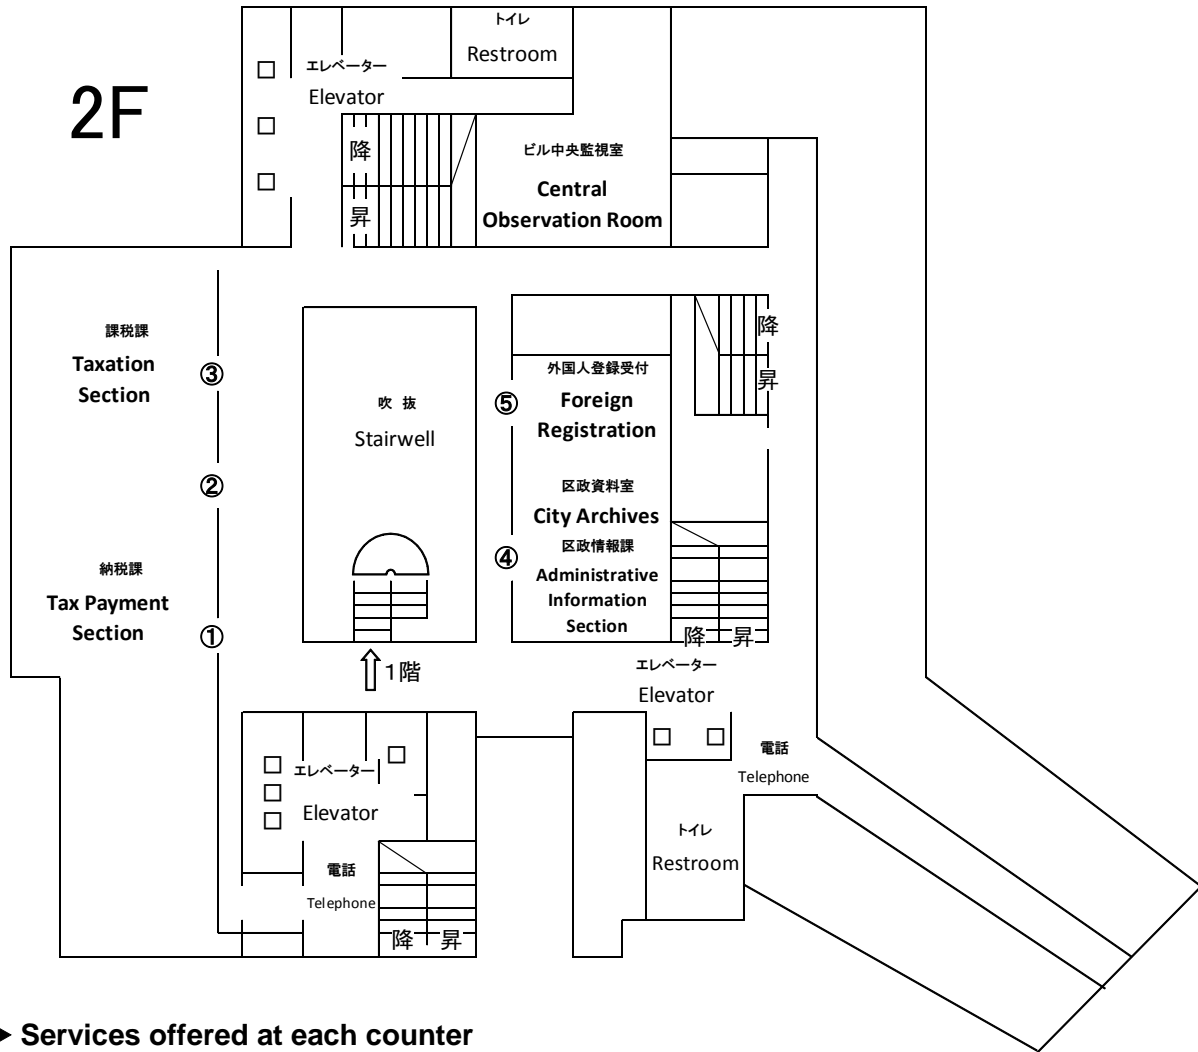 2F
トイレ
Restroom
エレベーター
Elevator
降
昇
ビル中央監視室
Central
Observation Room
課税課
Taxation
Section
③
②
納税課
Tax Payment
Section
①
吹 抜
Stairwell
1階
降
昇
外国人登録受付
⑤
Foreign
Registration
区政資料室
City Archives
区政情報課
④
Administrative
Information
Section
降 昇
エレベーター
Elevator
電話
Telephone
トイレ
Restroom
エレベーター
Elevator
電話
Telephone
降 昇
► Services offered at each counter